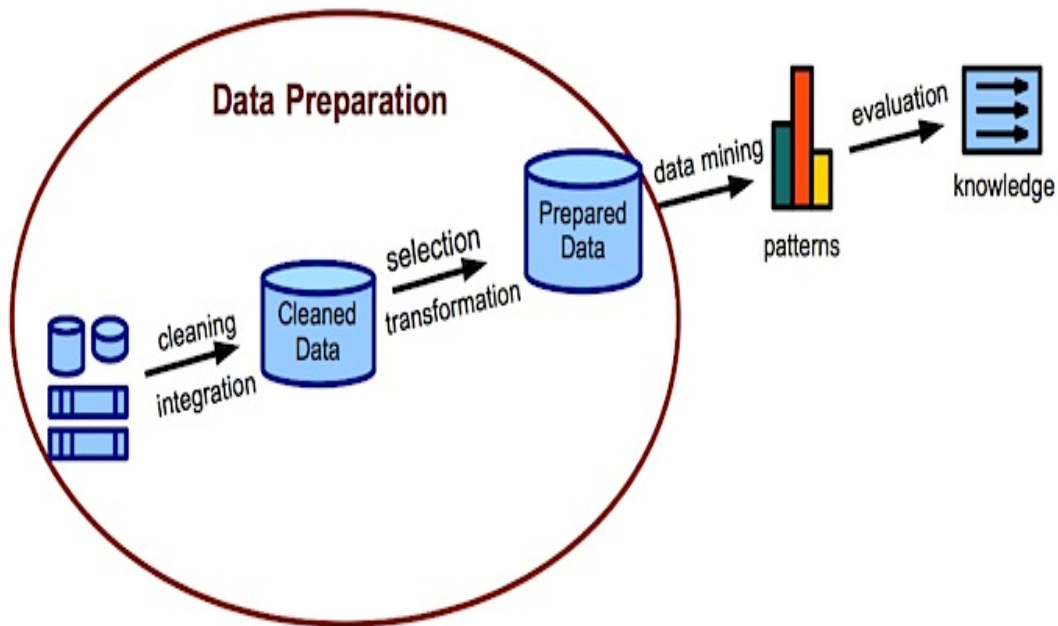 Data Preparation
cleaning
integration
Cleaned
Data
selection
transformation
Prepared
Data
data mining
patterns
evaluation
knowledge